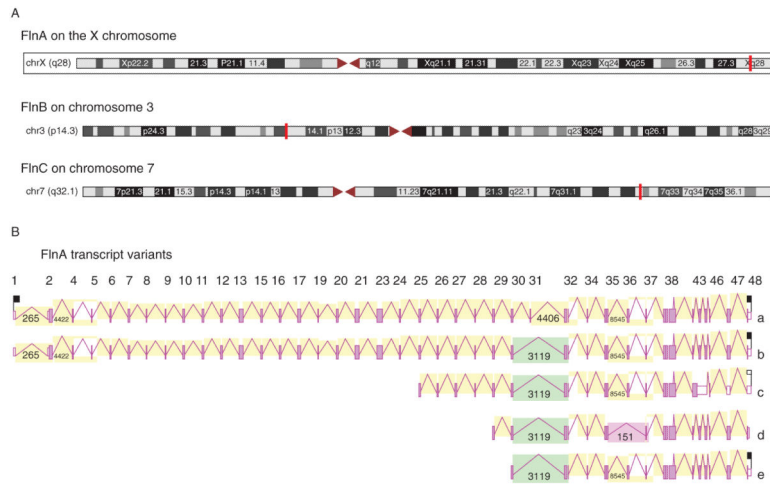 A
FlnA on the X chromosome
chrX (q28) Xp22.2 21.3 P21.1 11.4 q12 Xq21.1 21.31 22.1 22.3 Xq23 Xq24 Xq25 26.3 27.3 Xq28
FlnB on chromosome 3
chr3 (p14.3) p24.3 14.1 p13 12.3 q23 3q24 q26.1 q28 3q29
FlnC on chromosome 7
chr7 (q32.1) 7p21.3 21.1 15.3 p14.3 p14.1 13 11.23 7q21.11 21.3 q22.1 7q31.1 7q33 7q34 7q35 36.1
B
FlnA transcript variants
1 2 4 5 6 7 8 9 10 11 12 13 14 15 16 17 18 19 20 21 23 24 25 26 27 28 29 30 31 32 34 35 36 37 38 43 46 47 48
265 4422 4406 8545 a
265 4422 3119 8545 b
3119 8545 c
3119 151 d
3119 8545 e